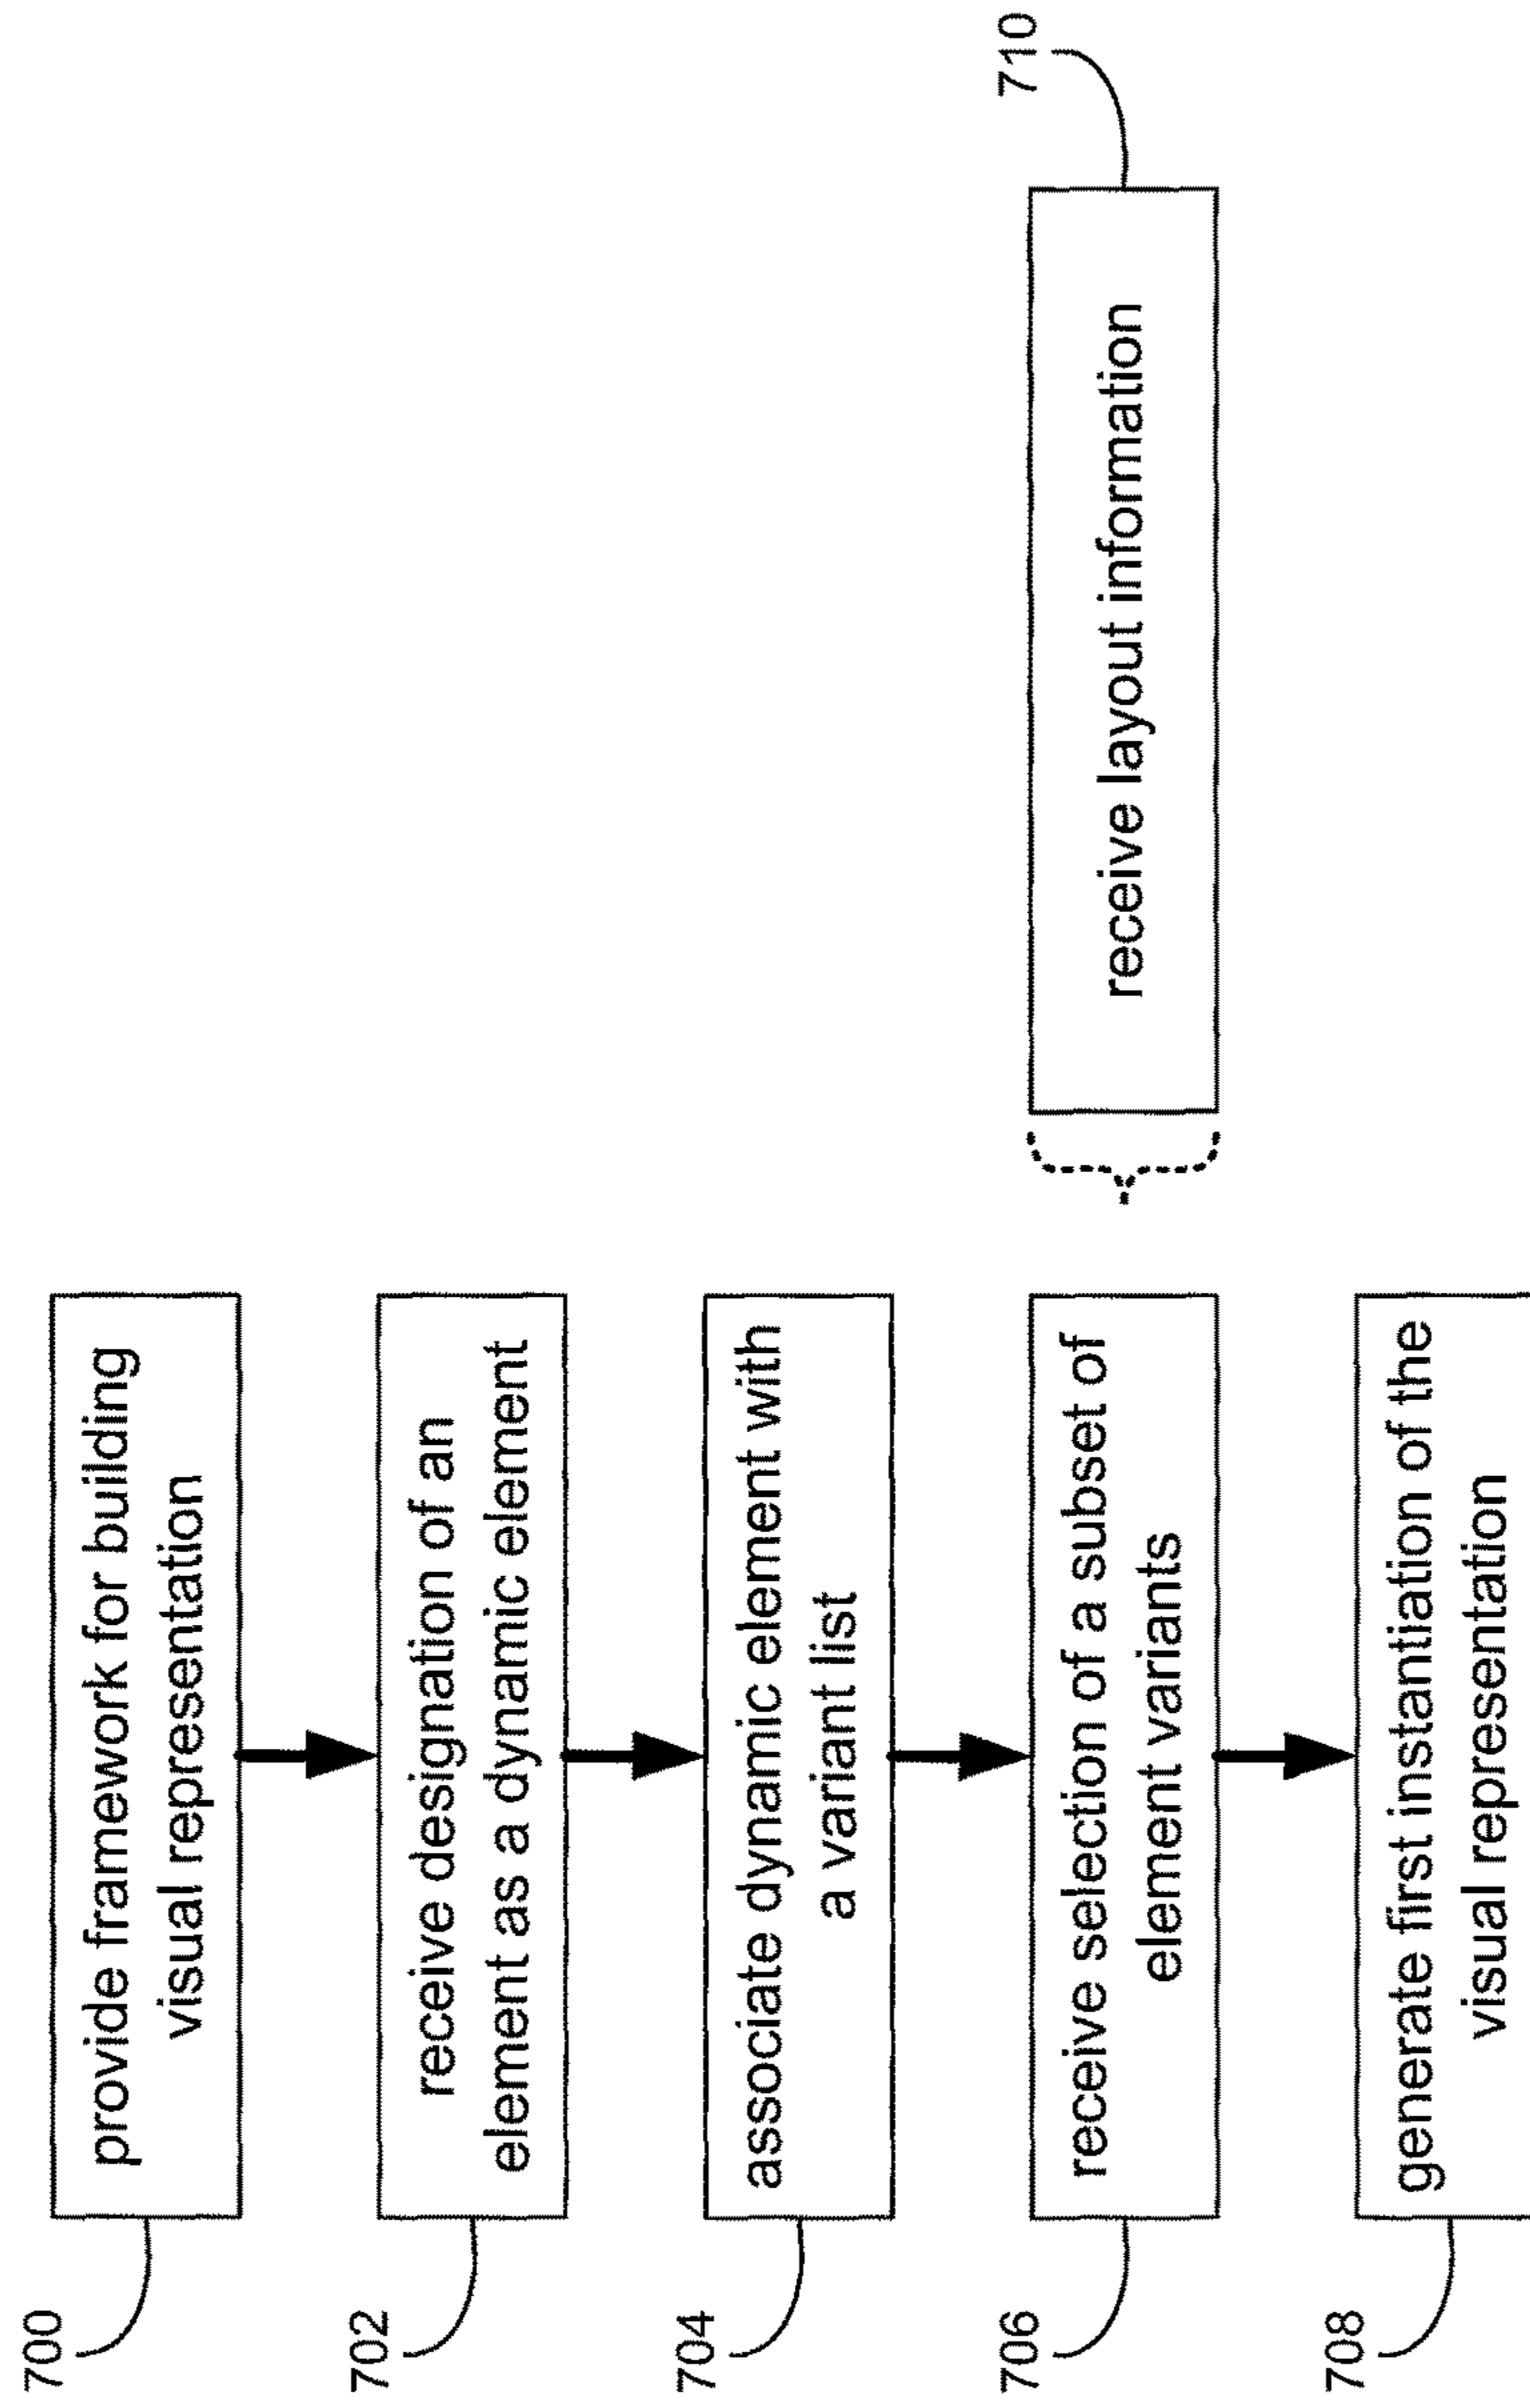 700
provide framework for building
visual representation
702
receive designation of an
element as a dynamic element
704
associate dynamic element with
a variant list
706
receive selection of a subset of
element variants
710
receive layout information
708
generate first instantiation of the
visual representation